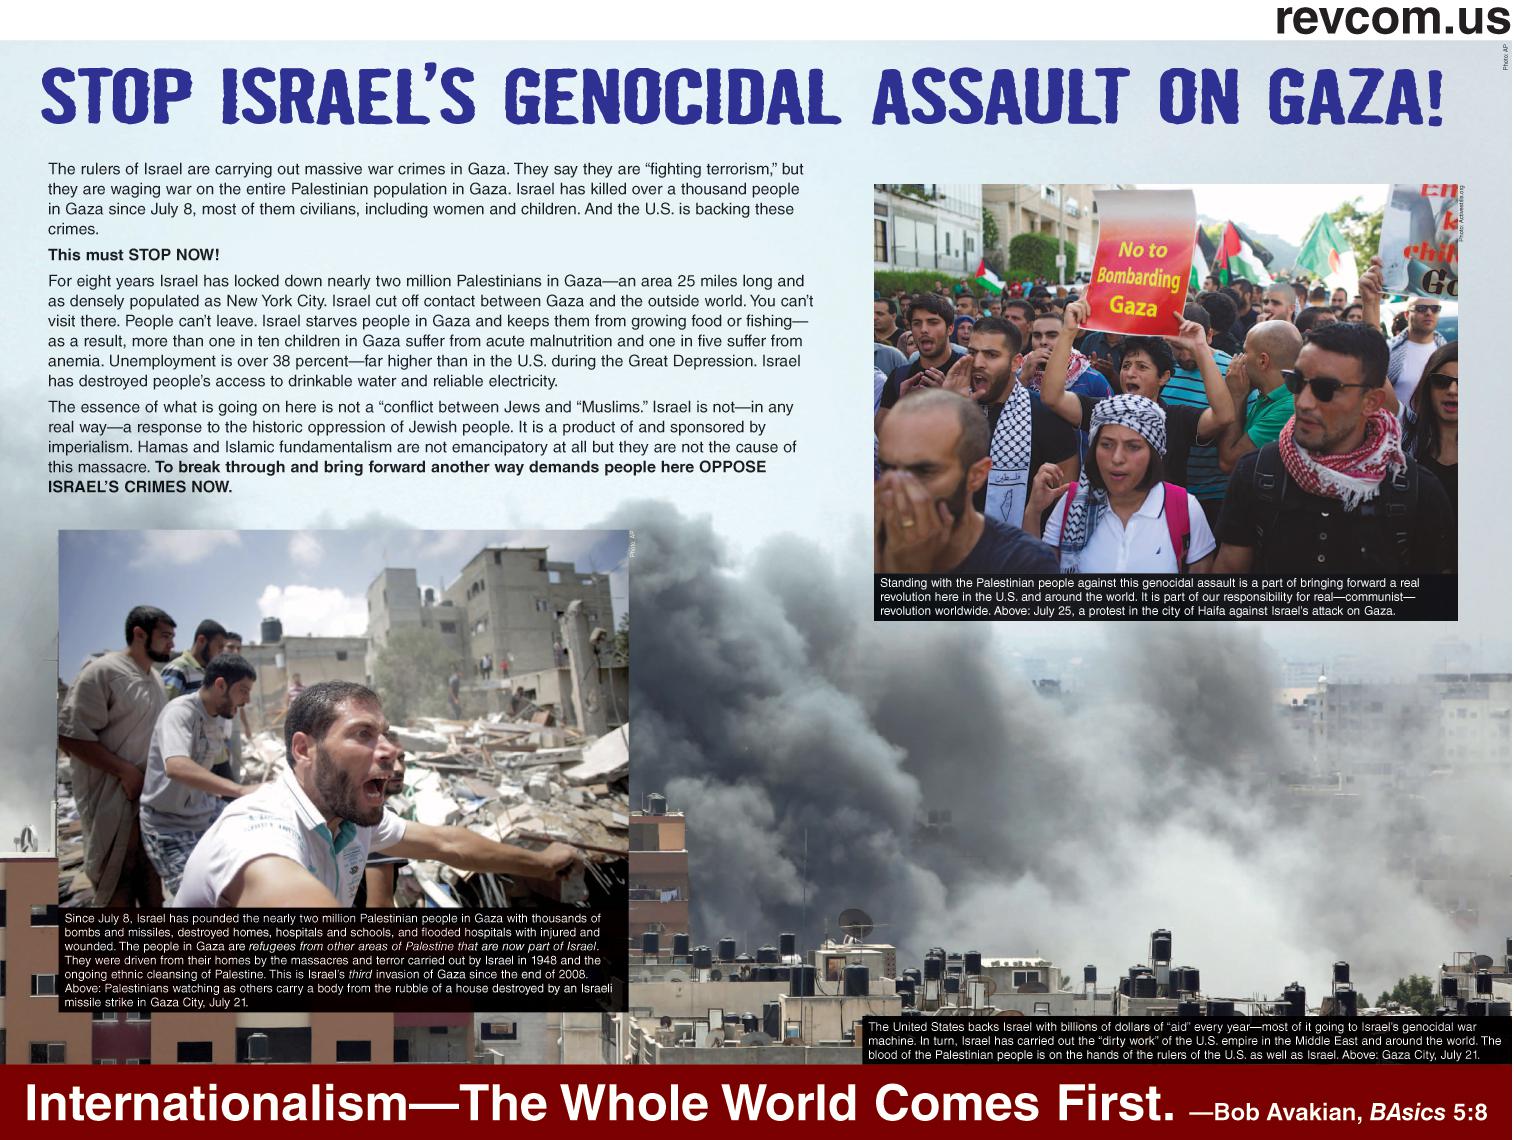 revcom.us
Photo: AP
STOP ISRAEL'S GENOCIDAL ASSAULT ON GAZA!
The rulers of Israel are carrying out massive war crimes in Gaza. They say they are “fighting terrorism,” but
they are waging war on the entire Palestinian population in Gaza. Israel has killed over a thousand people
in Gaza since July 8, most of them civilians, including women and children. And the U.S. is backing these
crimes.
This must STOP NOW!
For eight years Israel has locked down nearly two million Palestinians in Gaza—an area 25 miles long and
as densely populated as New York City. Israel cut off contact between Gaza and the outside world. You can’t
visit there. People can’t leave. Israel starves people in Gaza and keeps them from growing food or fishing—
as a result, more than one in ten children in Gaza suffer from acute malnutrition and one in five suffer from
anemia. Unemployment is over 38 percent—far higher than in the U.S. during the Great Depression. Israel
has destroyed people’s access to drinkable water and reliable electricity.
The essence of what is going on here is not a “conflict between Jews and “Muslims.” Israel is not—in any
real way—a response to the historic oppression of Jewish people. It is a product of and sponsored by
imperialism. Hamas and Islamic fundamentalism are not emancipatory at all but they are not the cause of
this massacre. To break through and bring forward another way demands people here OPPOSE
ISRAEL’S CRIMES NOW.
Photo: Activestills.org
No to
Bombarding
Gaza
فلسطين
Standing with the Palestinian people against this genocidal assault is a part of bringing forward a real
revolution here in the U.S. and around the world. It is part of our responsibility for real—communist—
revolution worldwide. Above: July 25, a protest in the city of Haifa against Israel’s attack on Gaza.
Photo: AP
Since July 8, Israel has pounded the nearly two million Palestinian people in Gaza with thousands of
bombs and missiles, destroyed homes, hospitals and schools, and flooded hospitals with injured and
wounded. The people in Gaza are refugees from other areas of Palestine that are now part of Israel.
They were driven from their homes by the massacres and terror carried out by Israel in 1948 and the
ongoing ethnic cleansing of Palestine. This is Israel’s third invasion of Gaza since the end of 2008.
Above: Palestinians watching as others carry a body from the rubble of a house destroyed by an Israeli
missile strike in Gaza City, July 21.
The United States backs Israel with billions of dollars of “aid” every year—most of it going to Israel’s genocidal war
machine. In turn, Israel has carried out the “dirty work” of the U.S. empire in the Middle East and around the world. The
blood of the Palestinian people is on the hands of the rulers of the U.S. as well as Israel. Above: Gaza City, July 21.
Internationalism—The Whole World Comes First. —Bob Avakian, BAsics 5:8